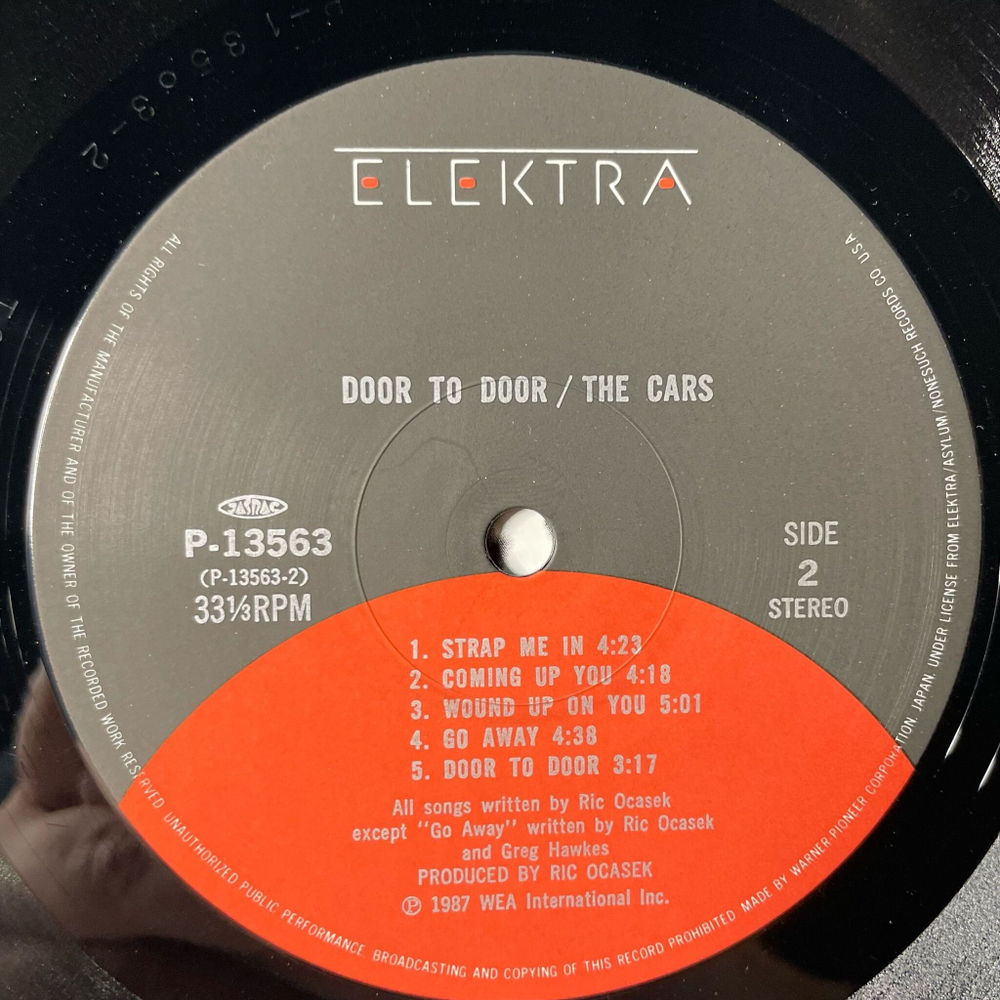 ELEKTRA
DOOR TO DOOR / THE CARS
JASRAC
P-13563
(P-13563-2)
33⅓RPM
SIDE
2
STEREO
1. STRAP ME IN 4:23
2. COMING UP YOU 4:18
3. WOUND UP ON YOU 5:01
4. GO AWAY 4:38
5. DOOR TO DOOR 3:17
All songs written by Ric Ocasek
except "Go Away" written by Ric Ocasek
and Greg Hawkes
PRODUCED BY RIC OCASEK
Ⓟ 1987 WEA International Inc.
ALL RIGHTS OF THE MANUFACTURER AND OF THE OWNER OF THE RECORDED WORK RESERVED UNAUTHORIZED PUBLIC PERFORMANCE BROADCASTING AND COPYING OF THIS RECORD PROHIBITED MADE BY WARNER-PIONEER CORPORATION, JAPAN. UNDER LICENSE FROM ELEKTRA/ASYLUM/NONESUCH RECORDS CO. U.S.A
P-13563-2